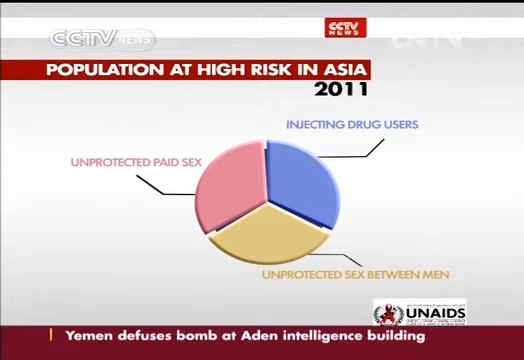 CCTV NEWS
CCTV
NEWS
POPULATION AT HIGH RISK IN ASIA
2011
INJECTING DRUG USERS
UNPROTECTED PAID SEX
UNPROTECTED SEX BETWEEN MEN
UNAIDS
Yemen defuses bomb at Aden intelligence building